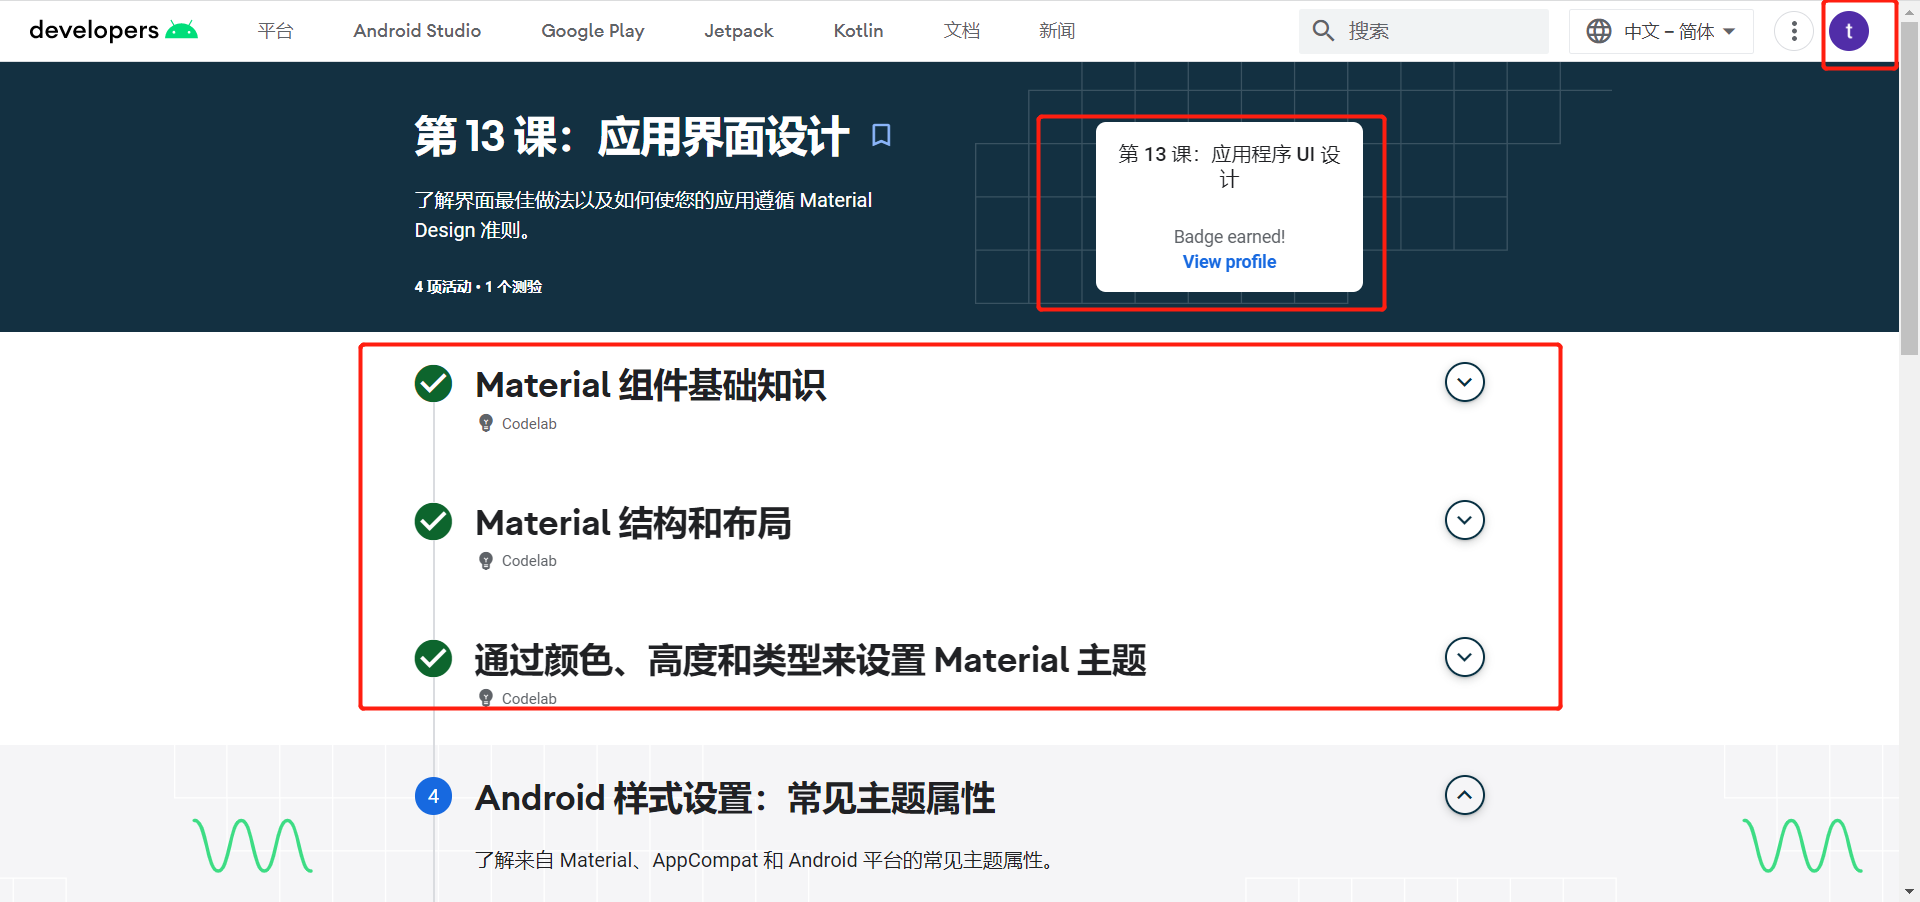 developers
平台
Android Studio
Google Play
Jetpack
Kotlin
文档
新闻
搜索
中文 – 简体
t
第 13 课：应用界面设计
了解界面最佳做法以及如何使您的应用遵循 Material
Design 准则。
4 项活动 • 1 个测验
第 13 课：应用程序 UI 设
计
Badge earned!
View profile
Material 组件基础知识
Codelab
Material 结构和布局
Codelab
通过颜色、高度和类型来设置 Material 主题
Codelab
4
Android 样式设置：常见主题属性
了解来自 Material、AppCompat 和 Android 平台的常见主题属性。